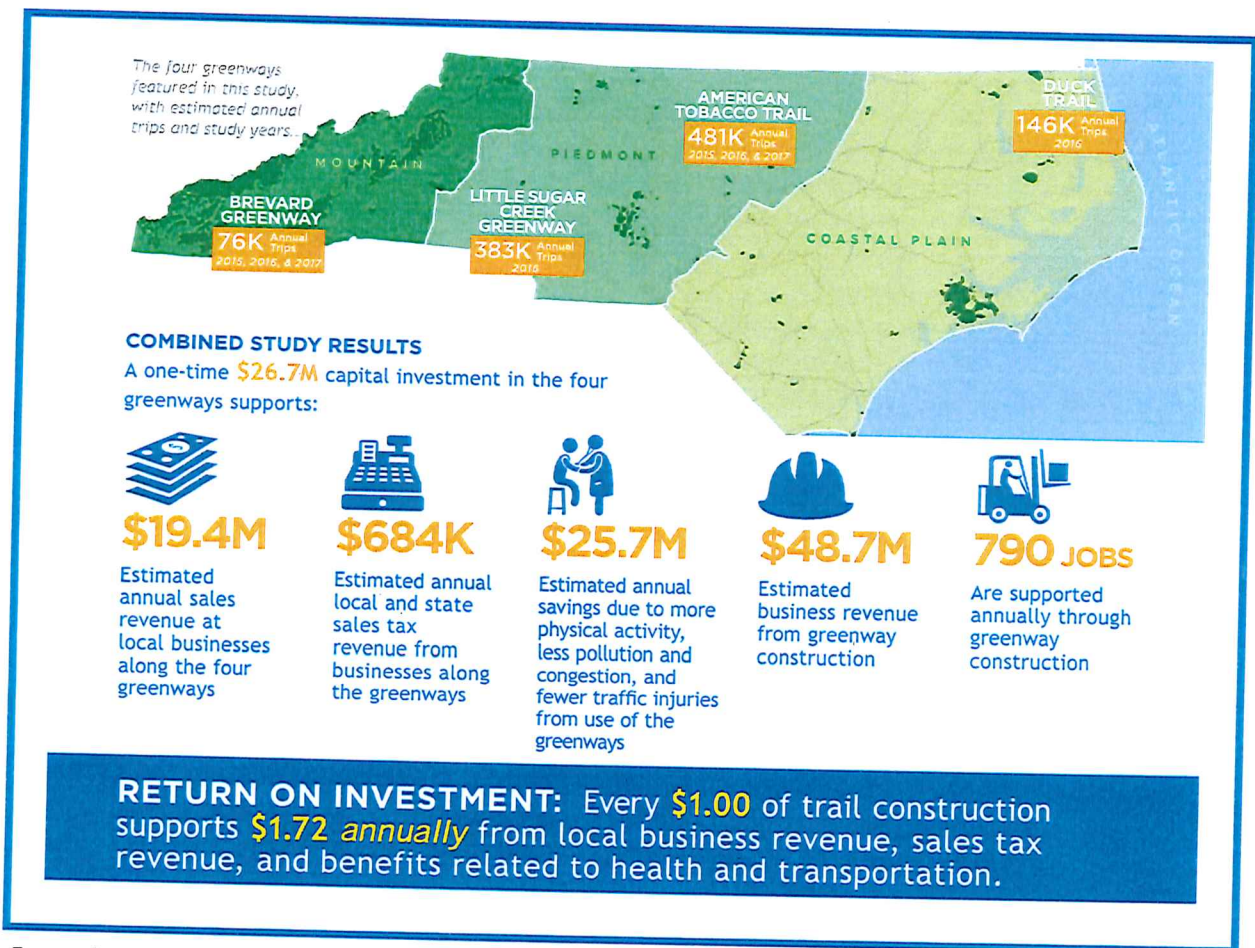 The four greenways
featured in this study,
with estimated annual
trips and study years..
MOUNTAIN
PIEDMONT
COASTAL PLAIN
ATLANTIC OCEAN
BREVARD
GREENWAY
76K Annual Trips
2015, 2016, & 2017
LITTLE SUGAR
CREEK
GREENWAY
383K Annual Trips
2016
AMERICAN
TOBACCO TRAIL
481K Annual Trips
2015, 2016, & 2017
DUCK
TRAIL
146K Annual Trips
2016
COMBINED STUDY RESULTS
A one-time $26.7M capital investment in the four
greenways supports:
$19.4M
Estimated
annual sales
revenue at
local businesses
along the four
greenways
$684K
Estimated annual
local and state
sales tax
revenue from
businesses along
the greenways
$25.7M
Estimated annual
savings due to more
physical activity,
less pollution and
congestion, and
fewer traffic injuries
from use of the
greenways
$48.7M
Estimated
business revenue
from greenway
construction
790 JOBS
Are supported
annually through
greenway
construction
RETURN ON INVESTMENT: Every $1.00 of trail construction
supports $1.72 annually from local business revenue, sales tax
revenue, and benefits related to health and transportation.